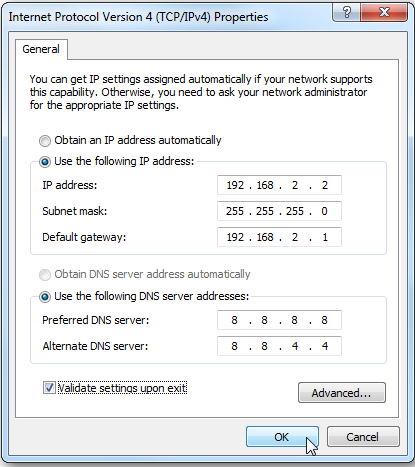 Internet Protocol Version 4 (TCP/IPv4) Properties
General
You can get IP settings assigned automatically if your network supports
this capability. Otherwise, you need to ask your network administrator
for the appropriate IP settings.
Obtain an IP address automatically
Use the following IP address:
IP address: 192 . 168 . 2 . 2
Subnet mask: 255 . 255 . 255 . 0
Default gateway: 192 . 168 . 2 . 1
Obtain DNS server address automatically
Use the following DNS server addresses:
Preferred DNS server: 8 . 8 . 8 . 8
Alternate DNS server: 8 . 8 . 4 . 4
Validate settings upon exit
Advanced...
OK Cancel